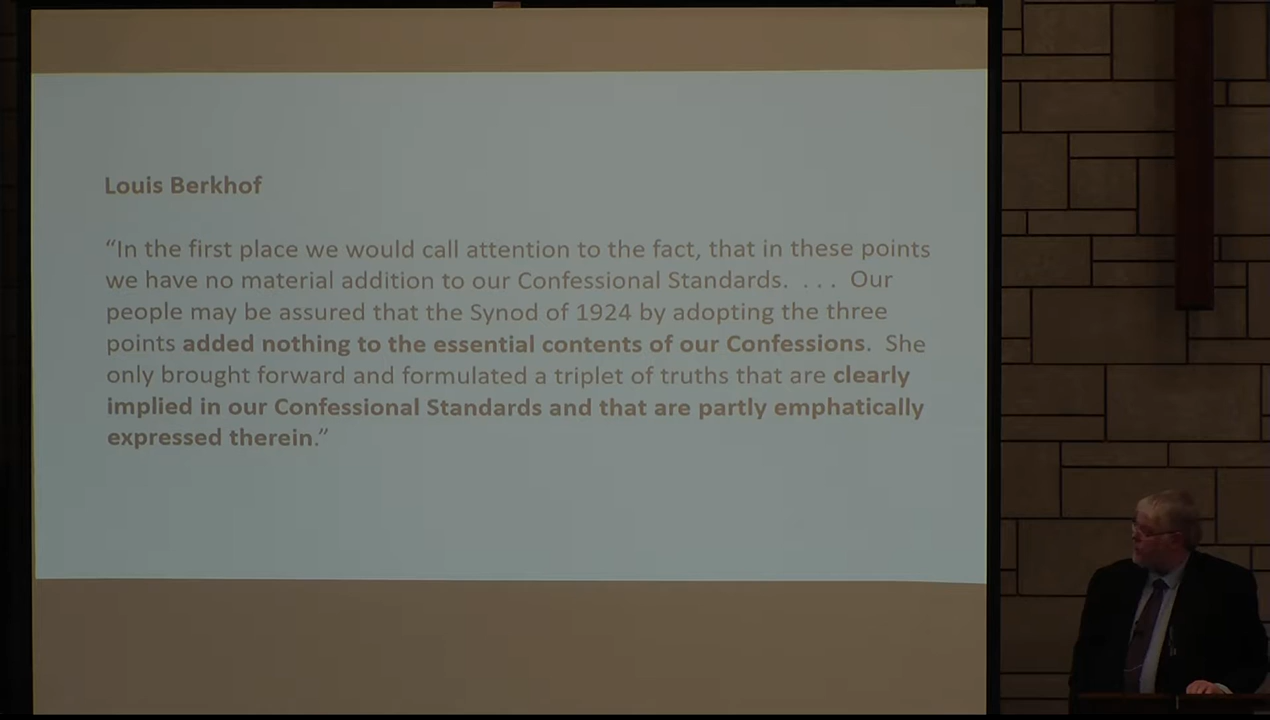 Louis Berkhof
“In the first place we would call attention to the fact, that in these points
we have no material addition to our Confessional Standards. . . . Our
people may be assured that the Synod of 1924 by adopting the three
points added nothing to the essential contents of our Confessions. She
only brought forward and formulated a triplet of truths that are clearly
implied in our Confessional Standards and that are partly emphatically
expressed therein.”